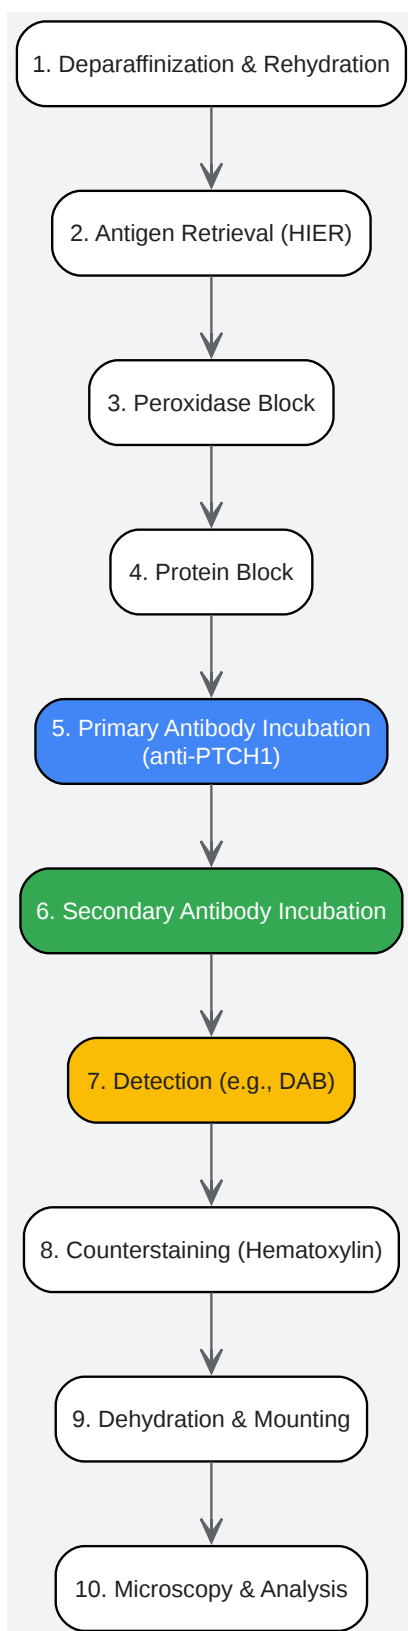 1. Deparaffinization & Rehydration
2. Antigen Retrieval (HIER)
3. Peroxidase Block
4. Protein Block
5. Primary Antibody Incubation
(anti-PTCH1)
6. Secondary Antibody Incubation
7. Detection (e.g., DAB)
8. Counterstaining (Hematoxylin)
9. Dehydration & Mounting
10. Microscopy & Analysis